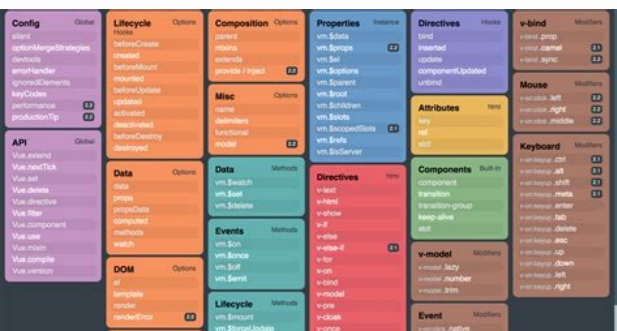 Config Global
silent
optionMergeStrategies
devtools
errorHandler
ignoredElements
keyCodes
performance 2.2
productionTip 2.2
API Global
Vue.extend
Vue.nextTick
Vue.set
Vue.delete
Vue.directive
Vue.filter
Vue.component
Vue.use
Vue.mixin
Vue.compile
Vue.version
Lifecycle Options
Hooks
beforeCreate
created
beforeMount
mounted
beforeUpdate
updated
activated
deactivated
beforeDestroy
destroyed
Data Options
data
props
propsData
computed
methods
watch
DOM Options
el
template
render
renderError 2.2
Composition Options
parent
mixins
extends
provide / inject 2.2
Misc Options
name
delimiters
functional
model 2.2
Data Methods
vm.$watch
vm.$set
vm.$delete
Events Methods
vm.$on
vm.$once
vm.$off
vm.$emit
Lifecycle Methods
vm.$mount
vm.$forceUpdate
Properties Instance
vm.$data
vm.$props 2.2
vm.$el
vm.$options
vm.$parent
vm.$root
vm.$children
vm.$slots
vm.$scopedSlots 2.1
vm.$refs
vm.$isServer
Directives html
v-text
v-html
v-show
v-if
v-else
v-else-if 2.1
v-for
v-on
v-bind
v-model
v-pre
v-cloak
v-once
Directives Hooks
bind
inserted
update
componentUpdated
unbind
Attributes html
key
ref
slot
Components Built-in
component
transition
transition-group
keep-alive
slot
v-model Modifiers
v-model .lazy
v-model .number
v-model .trim
Event Modifiers
.native
v-bind Modifiers
v-bind .prop
v-bind .camel 2.1
v-bind .sync 2.3
Mouse Modifiers
.left 2.2
.right 2.2
.middle 2.2
Keyboard Modifiers
v-on:keyup .ctrl 2.1
v-on:keyup .alt 2.1
v-on:keyup .shift 2.1
v-on:keyup .meta 2.1
v-on:keyup .enter
v-on:keyup .tab
v-on:keyup .delete
v-on:keyup .esc
v-on:keyup .up
v-on:keyup .down
v-on:keyup .left
v-on:keyup .right